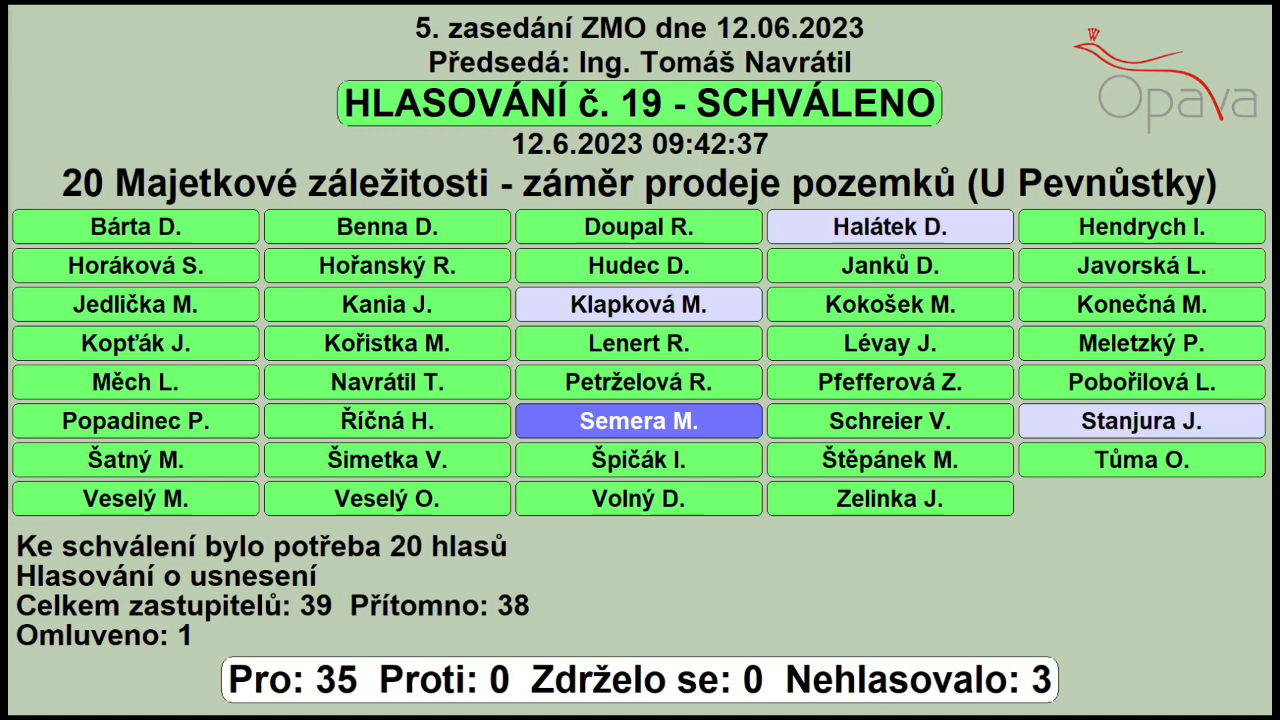 5. zasedání ZMO dne 12.06.2023
Předsedá: Ing. Tomáš Navrátil
HLASOVÁNÍ č. 19 - SCHVÁLENO
Opava
12.6.2023 09:42:37
20 Majetkové záležitosti - záměr prodeje pozemků (U Pevnůstky)
Bárta D. Benna D. Doupal R. Halátek D. Hendrych I.
Horáková S. Hořanský R. Hudec D. Janků D. Javorská L.
Jedlička M. Kania J. Klapková M. Kokošek M. Konečná M.
Kopťák J. Kořistka M. Lenert R. Lévay J. Meletzký P.
Měch L. Navrátil T. Petrželová R. Pfefferová Z. Pobořilová L.
Popadinec P. Říčná H. Semera M. Schreier V. Stanjura J.
Šatný M. Šimetka V. Špičák I. Štěpánek M. Tůma O.
Veselý M. Veselý O. Volný D. Zelinka J.
Ke schválení bylo potřeba 20 hlasů
Hlasování o usnesení
Celkem zastupitelů: 39 Přítomno: 38
Omluveno: 1
Pro: 35 Proti: 0 Zdrželo se: 0 Nehlasovalo: 3